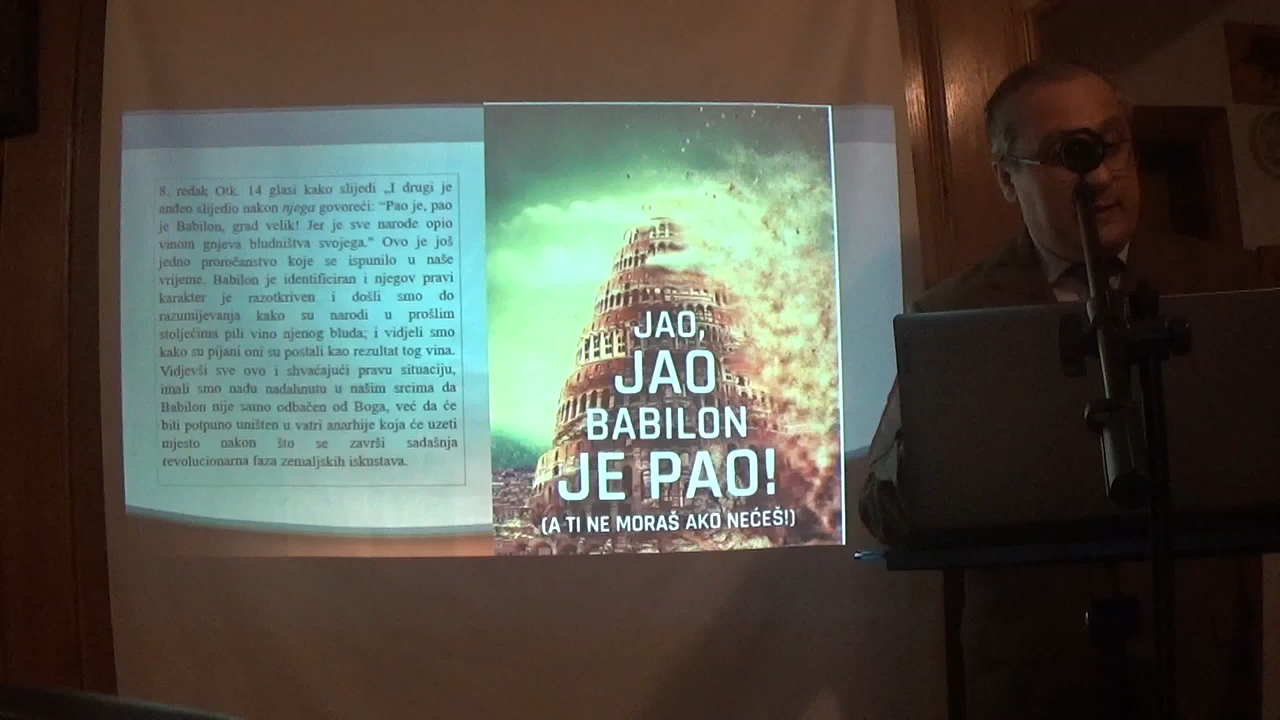 8. redak Otk. 14 glasi kako slijedi „I drugi je
anđeo slijedio nakon njega govoreći: “Pao je, pao
je Babilon, grad velik! Jer je sve narode opio
vinom gnjeva bludništva svojega.” Ovo je još
jedno proročanstvo koje se ispunilo u naše
vrijeme. Babilon je identificiran i njegov pravi
karakter je razotkriven i došli smo do
razumijevanja kako su narodi u prošlim
stoljećima pili vino njenog bluda; i vidjeli smo
kako su pijani oni su postali kao rezultat tog vina.
Vidjevši sve ovo i shvaćajući pravu situaciju,
imali smo nadu nadahnutu u našim srcima da
Babilon nije samo odbačen od Boga, već da će
biti potpuno uništen u vatri anarhije koja će uzeti
mjesto nakon što se završi sadašnja
revolucionarna faza zemaljskih iskustava.
JAO,
JAO
BABILON
JE PAO!
(A TI NE MORAŠ AKO NEĆEŠ!)